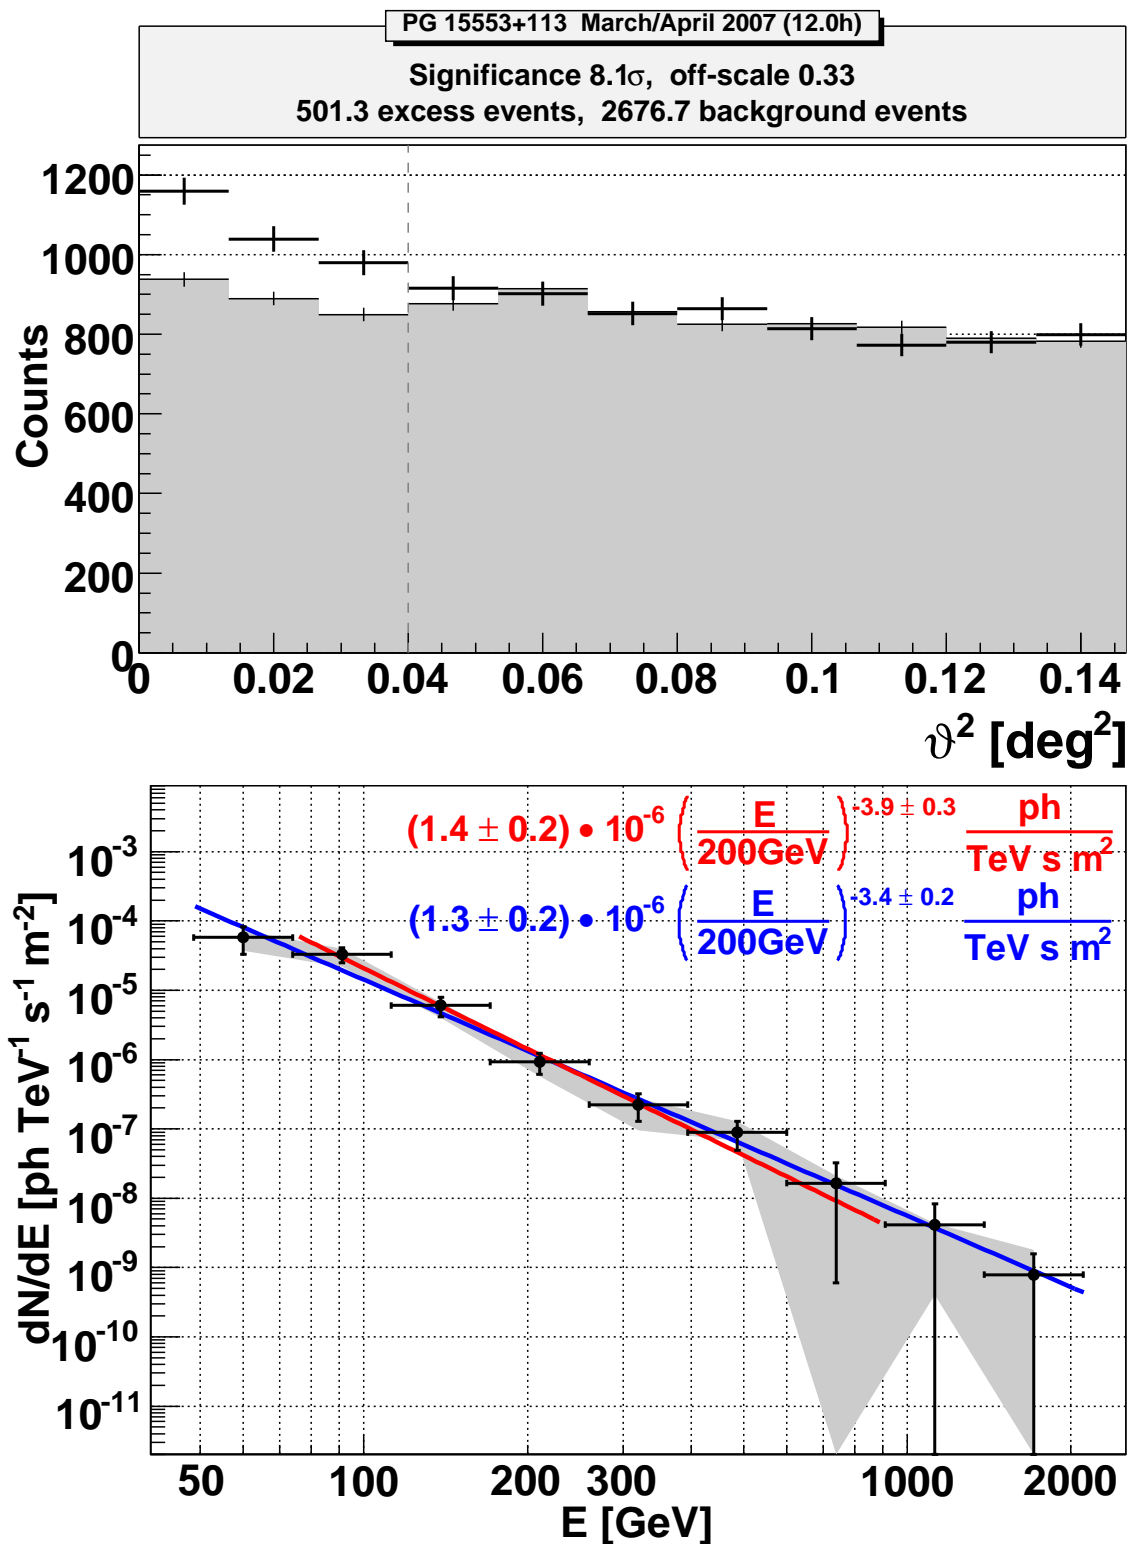 PG 15553+113 March/April 2007 (12.0h)
Significance 8.1σ, off-scale 0.33
501.3 excess events, 2676.7 background events
Counts
1200
1000
800
600
400
200
0
0 0.02 0.04 0.06 0.08 0.1 0.12 0.14
ϑ² [deg²]
(1.4 ± 0.2) • 10⁻⁶ (E/200GeV)^-3.9 ± 0.3 ph/TeV s m²
(1.3 ± 0.2) • 10⁻⁶ (E/200GeV)^-3.4 ± 0.2 ph/TeV s m²
dN/dE [ph TeV⁻¹ s⁻¹ m⁻²]
10⁻³
10⁻⁴
10⁻⁵
10⁻⁶
10⁻⁷
10⁻⁸
10⁻⁹
10⁻¹⁰
10⁻¹¹
50 100 200 300 1000 2000
E [GeV]